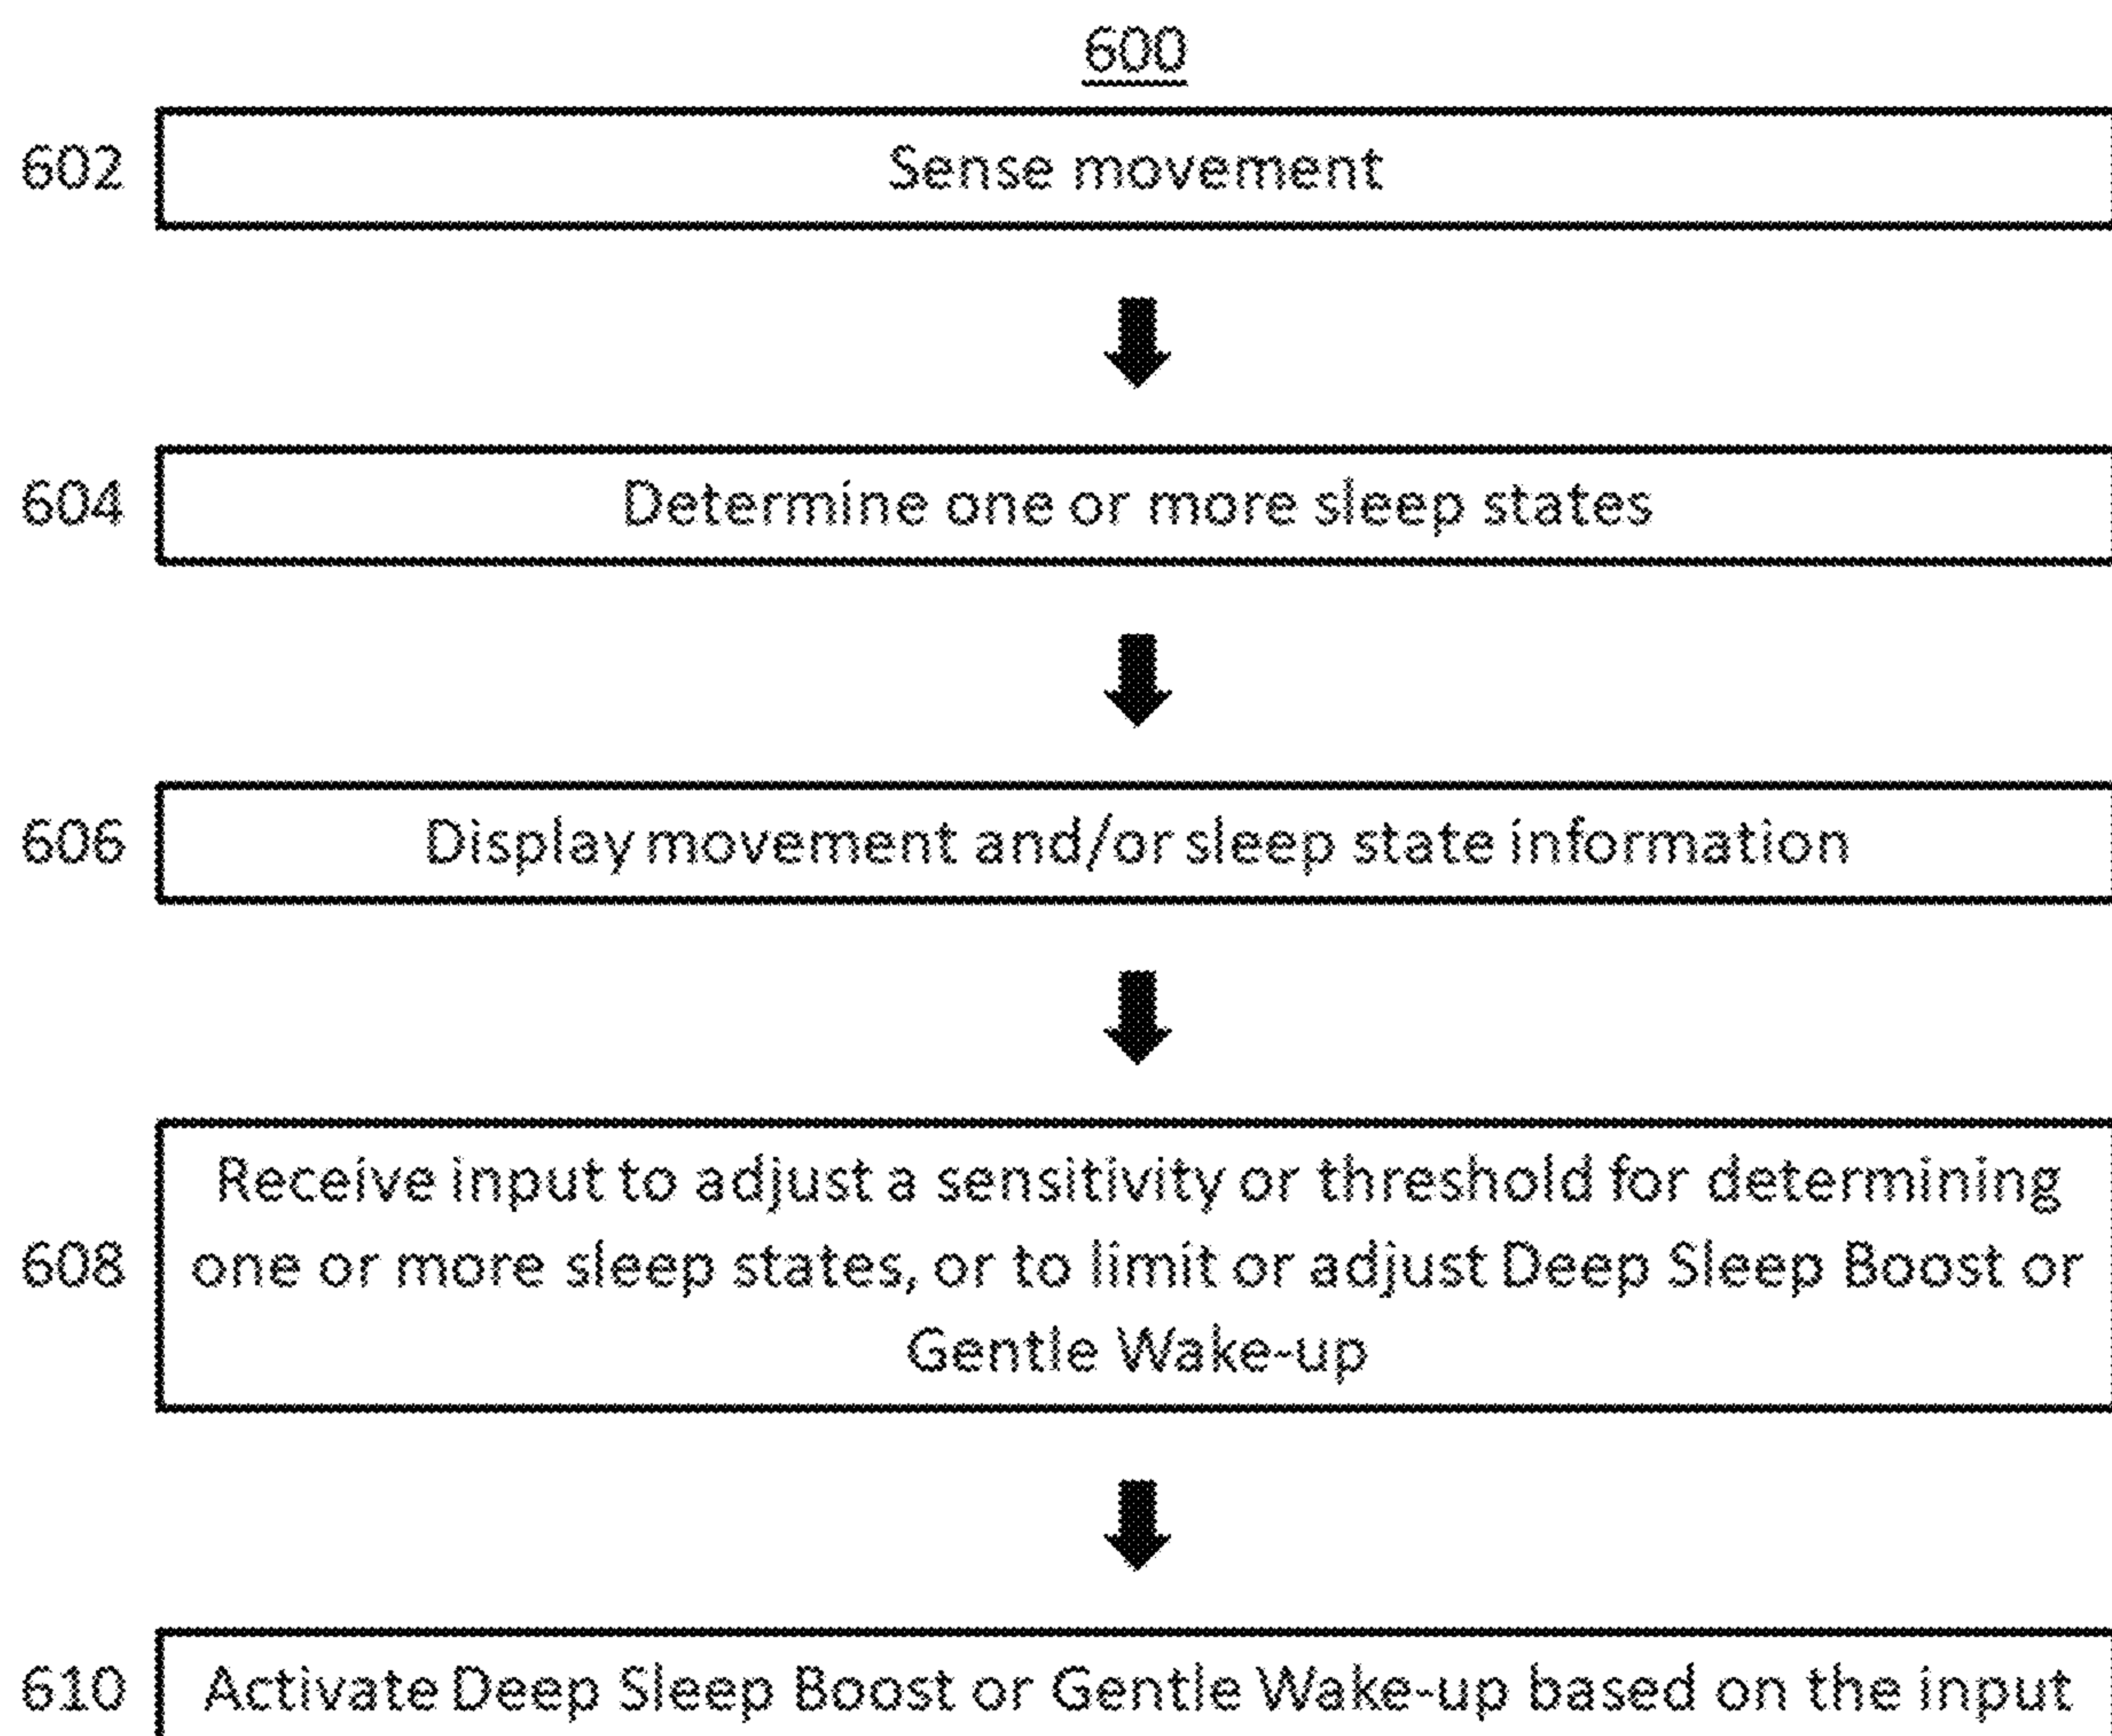 600
602 Sense movement
604 Determine one or more sleep states
606 Display movement and/or sleep state information
Receive input to adjust a sensitivity or threshold for determining
608 one or more sleep states, or to limit or adjust Deep Sleep Boost or
Gentle Wake-up
610 Activate Deep Sleep Boost or Gentle Wake-up based on the input